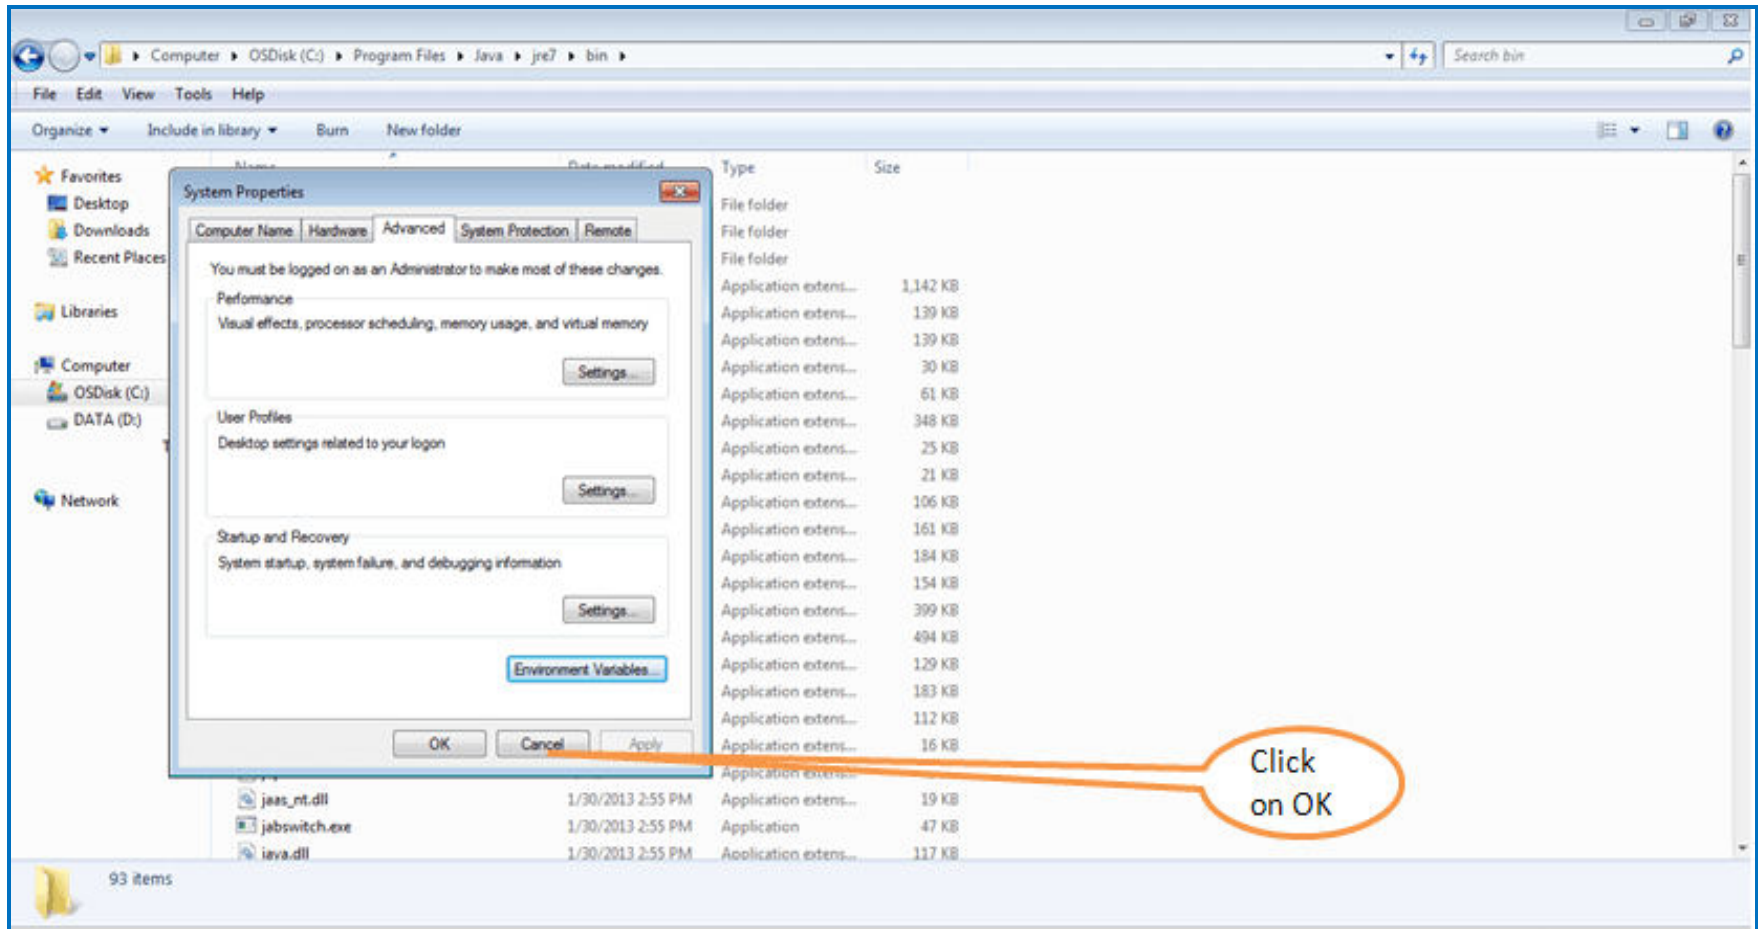 Computer OSDisk (C:) Program Files Java jre7 bin
Search bin
File Edit View Tools Help
Organize Include in library Burn New folder
Name Date modified Type Size
Favorites
Desktop
Downloads
Recent Places
Libraries
Computer
OSDisk (C:)
DATA (D:)
Network
System Properties
Computer Name Hardware Advanced System Protection Remote
You must be logged on as an Administrator to make most of these changes.
Performance
Visual effects, processor scheduling, memory usage, and virtual memory
Settings...
User Profiles
Desktop settings related to your logon
Settings...
Startup and Recovery
System startup, system failure, and debugging information
Settings...
Environment Variables...
OK Cancel Apply
File folder
File folder
File folder
Application extens... 1,142 KB
Application extens... 139 KB
Application extens... 139 KB
Application extens... 30 KB
Application extens... 61 KB
Application extens... 348 KB
Application extens... 25 KB
Application extens... 21 KB
Application extens... 106 KB
Application extens... 161 KB
Application extens... 184 KB
Application extens... 154 KB
Application extens... 399 KB
Application extens... 494 KB
Application extens... 129 KB
Application extens... 183 KB
Application extens... 112 KB
Application extens... 16 KB
Application extens...
jaas_nt.dll 1/30/2013 2:55 PM Application extens... 19 KB
jabswitch.exe 1/30/2013 2:55 PM Application 47 KB
java.dll 1/30/2013 2:55 PM Application extens... 117 KB
Click
on OK
93 items